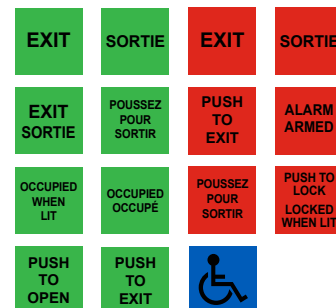 EXIT
SORTIE
EXIT
SORTIE
EXIT
SORTIE
POUSSEZ
POUR
SORTIR
PUSH
TO
EXIT
ALARM
ARMED
OCCUPIED
WHEN
LIT
OCCUPIED
OCCUPÉ
POUSSEZ
POUR
SORTIR
PUSH TO
LOCK
LOCKED
WHEN LIT
PUSH
TO
OPEN
PUSH
TO
EXIT